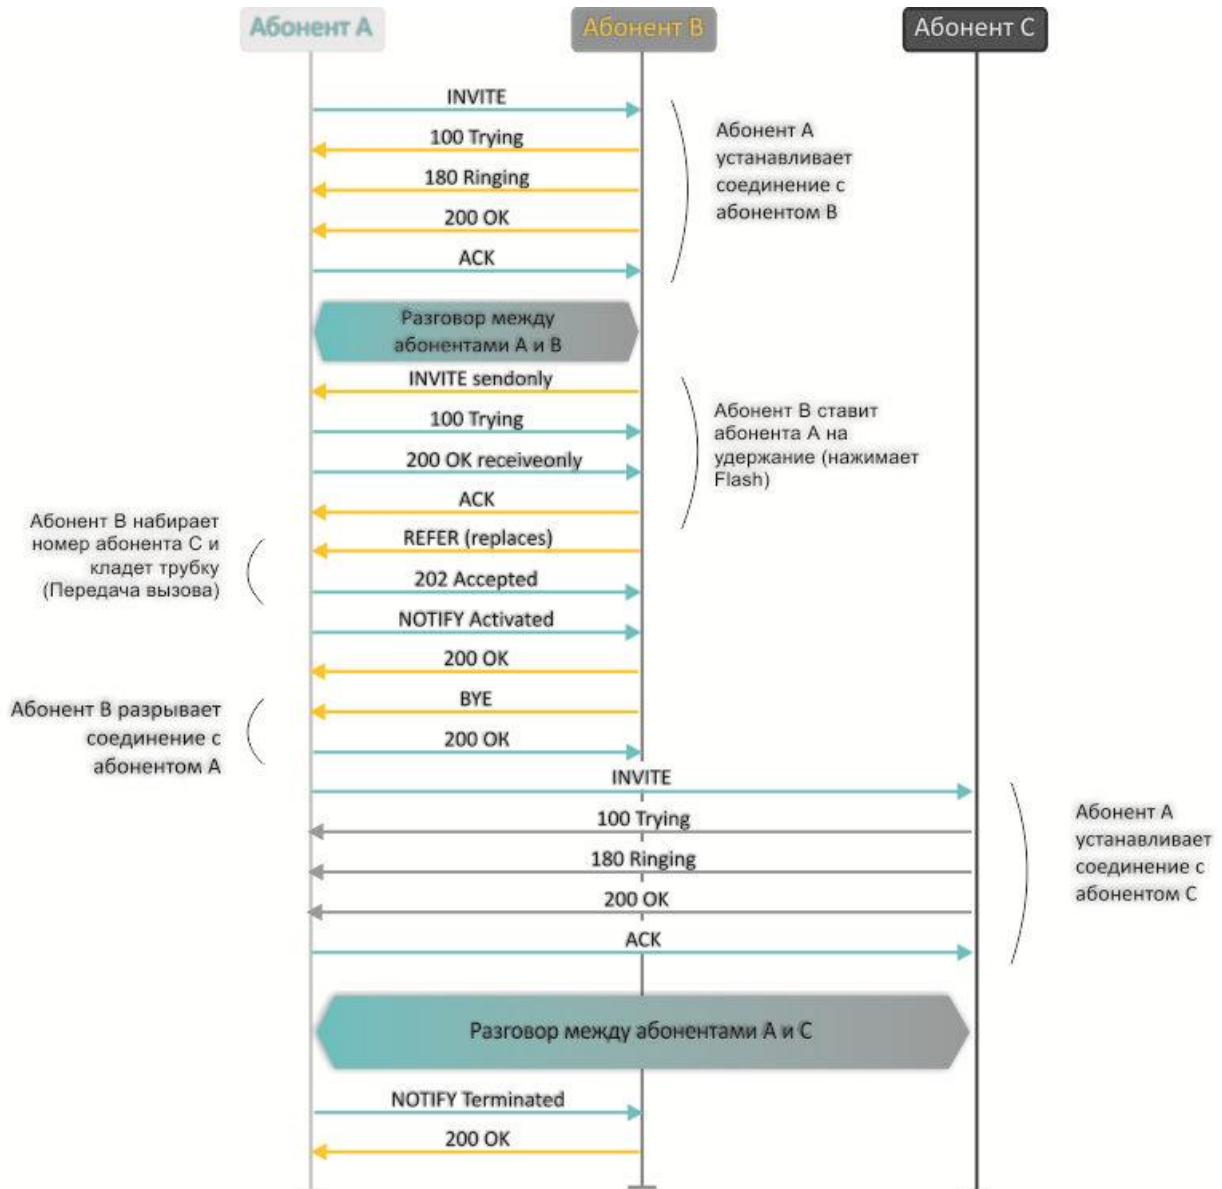 Абонент A
Абонент B
Абонент C
INVITE
100 Trying
180 Ringing
200 OK
ACK
Абонент A
устанавливает
соединение с
абонентом B
Разговор между
абонентами A и B
INVITE sendonly
100 Trying
200 OK receiveonly
ACK
Абонент B ставит
абонента A на
удержание (нажимает
Flash)
REFER (replaces)
202 Accepted
Абонент B набирает
номер абонента C и
кладет трубку
(Передача вызова)
NOTIFY Activated
200 OK
BYE
200 OK
Абонент B разрывает
соединение с
абонентом A
INVITE
100 Trying
180 Ringing
200 OK
ACK
Абонент A
устанавливает
соединение с
абонентом C
Разговор между абонентами A и C
NOTIFY Terminated
200 OK